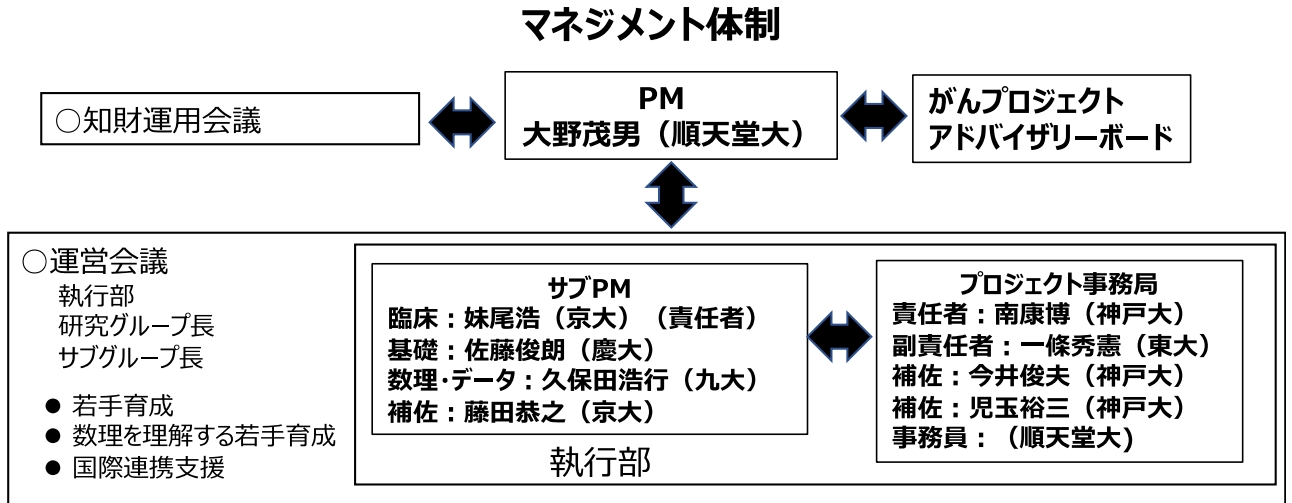 マネジメント体制
○知財運用会議
PM
大野茂男（順天堂大）
がんプロジェクト
アドバイザリーボード
○運営会議
執行部
研究グループ長
サブグループ長
● 若手育成
● 数理を理解する若手育成
● 国際連携支援
サブPM
臨床：妹尾浩（京大）（責任者）
基礎：佐藤俊朗（慶大）
数理・データ：久保田浩行（九大）
補佐：藤田恭之（京大）
執行部
プロジェクト事務局
責任者：南康博（神戸大）
副責任者：一條秀憲（東大）
補佐：今井俊夫（神戸大）
補佐：児玉裕三（神戸大）
事務員：（順天堂大)